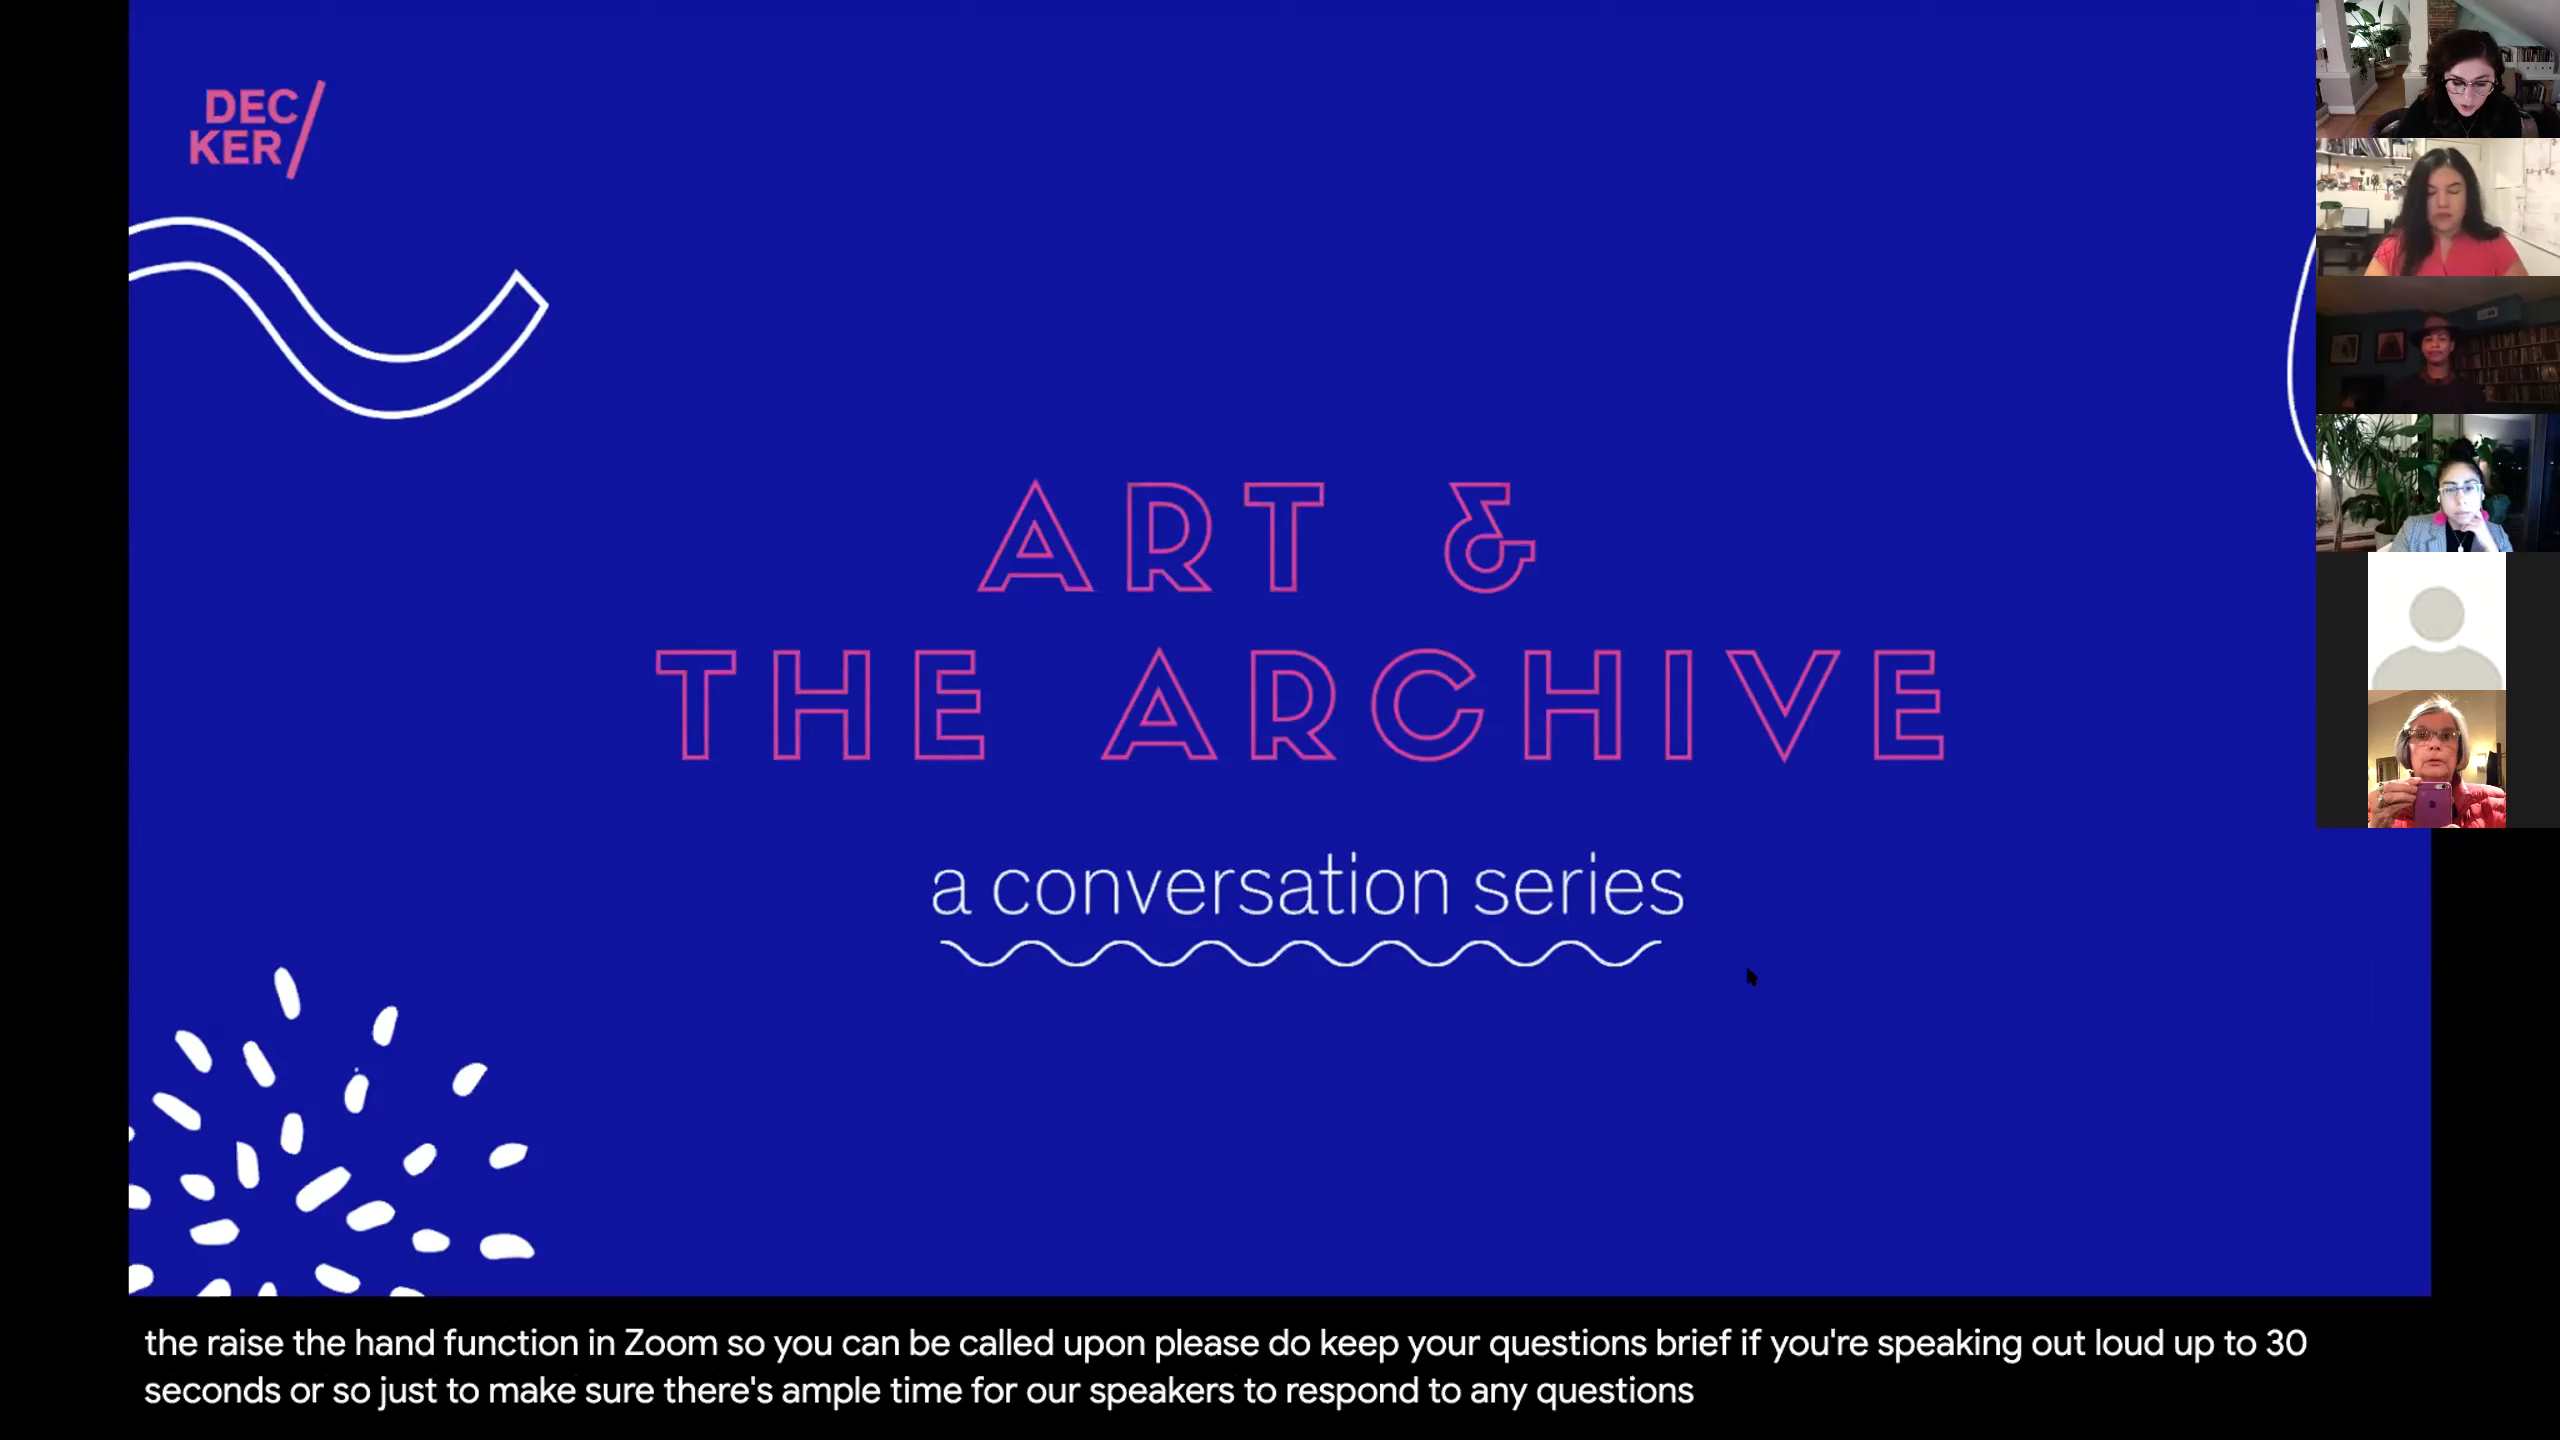 DEC
KER
ART &
THE ARCHIVE
a conversation series
the raise the hand function in Zoom so you can be called upon please do keep your questions brief if you're speaking out loud up to 30
seconds or so just to make sure there's ample time for our speakers to respond to any questions